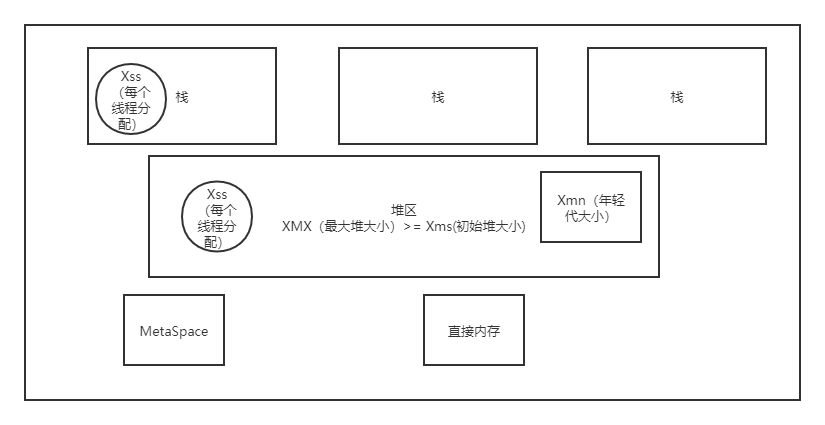 Xss
（每个
线程分
配）
栈
栈
栈
Xss
（每个
线程分
配）
堆区
XMX（最大堆大小）>= Xms(初始堆大小)
Xmn（年轻
代大小）
MetaSpace
直接内存